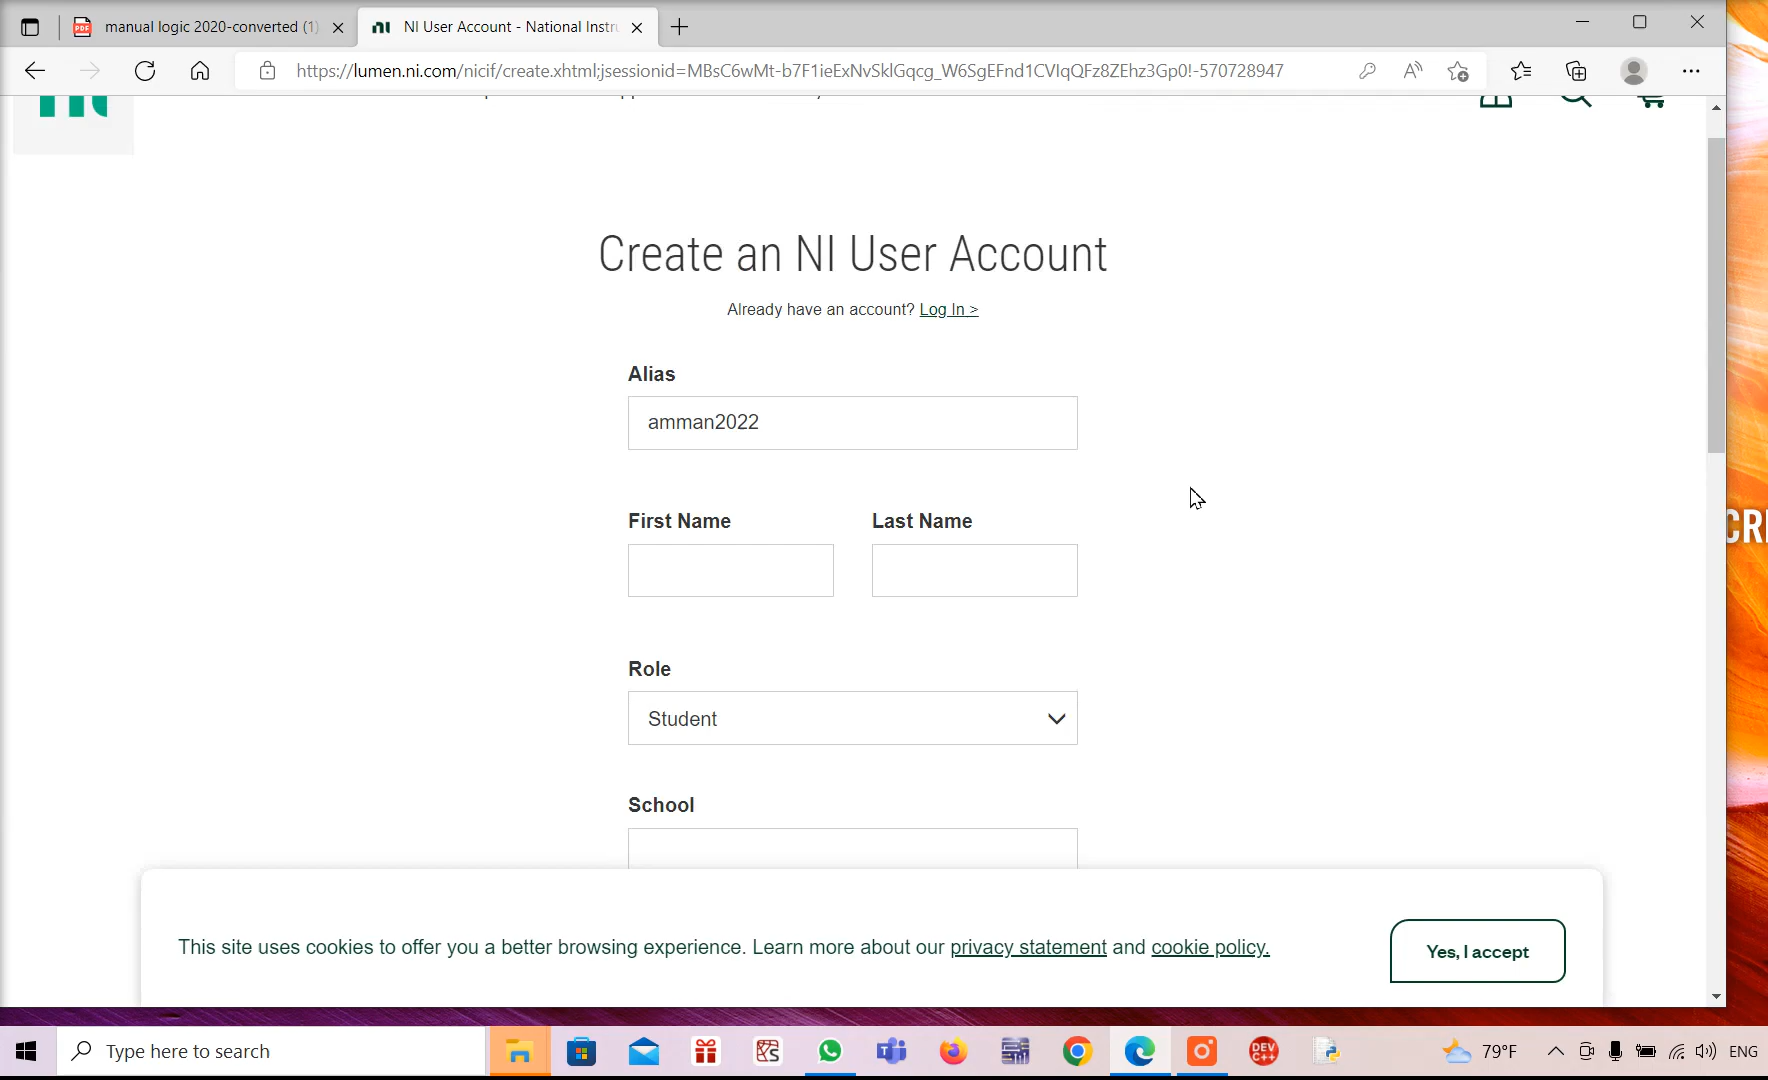 manual logic 2020-converted (1)
NI User Account - National Instru
https://lumen.ni.com/nicif/create.xhtml;jsessionid=MBsC6wMt-b7F1ieExNvSklGqcg_W6SgEFnd1CVIqQFz8ZEhz3Gp0!-570728947
Create an NI User Account
Already have an account? Log In >
Alias
amman2022
First Name Last Name
Role
Student
School
This site uses cookies to offer you a better browsing experience. Learn more about our privacy statement and cookie policy.
Yes, I accept
Type here to search
DEV
C++
79°F
ENG